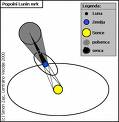 Popolni Lunin mrk
Legenda:
Luna
Zemlja
Sonce
polsenca
senca